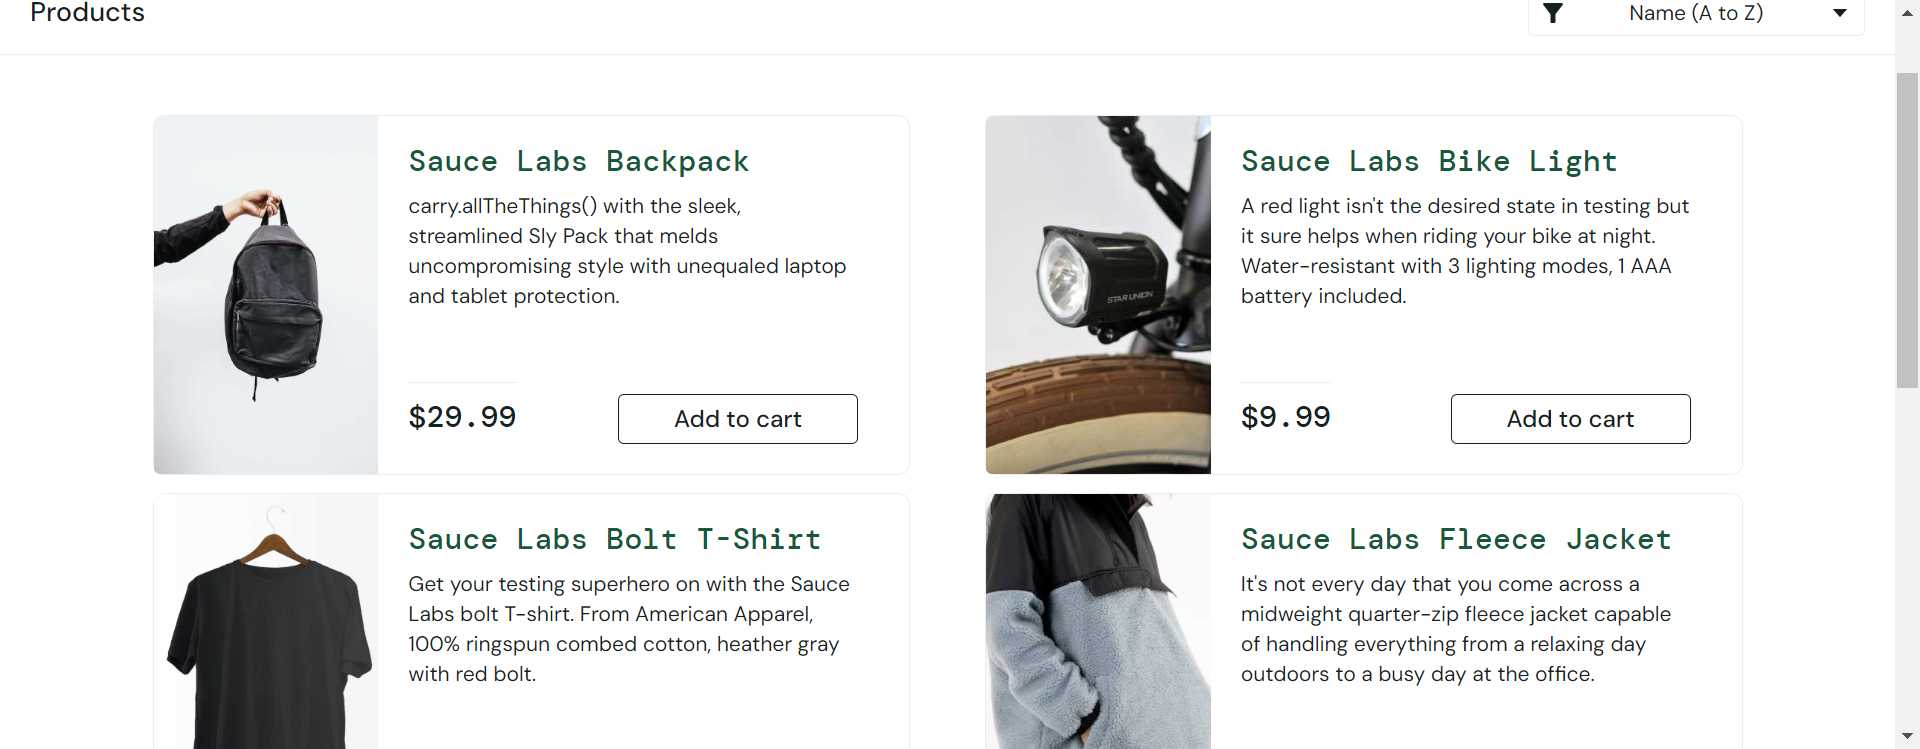 Products
Name (A to Z)
Sauce Labs Backpack
carry.allTheThings() with the sleek,
streamlined Sly Pack that melds
uncompromising style with unequaled laptop
and tablet protection.
$29.99
Add to cart
Sauce Labs Bike Light
A red light isn't the desired state in testing but
it sure helps when riding your bike at night.
Water-resistant with 3 lighting modes, 1 AAA
battery included.
STAR UNION
$9.99
Add to cart
Sauce Labs Bolt T-Shirt
Get your testing superhero on with the Sauce
Labs bolt T-shirt. From American Apparel,
100% ringspun combed cotton, heather gray
with red bolt.
Sauce Labs Fleece Jacket
It's not every day that you come across a
midweight quarter-zip fleece jacket capable
of handling everything from a relaxing day
outdoors to a busy day at the office.